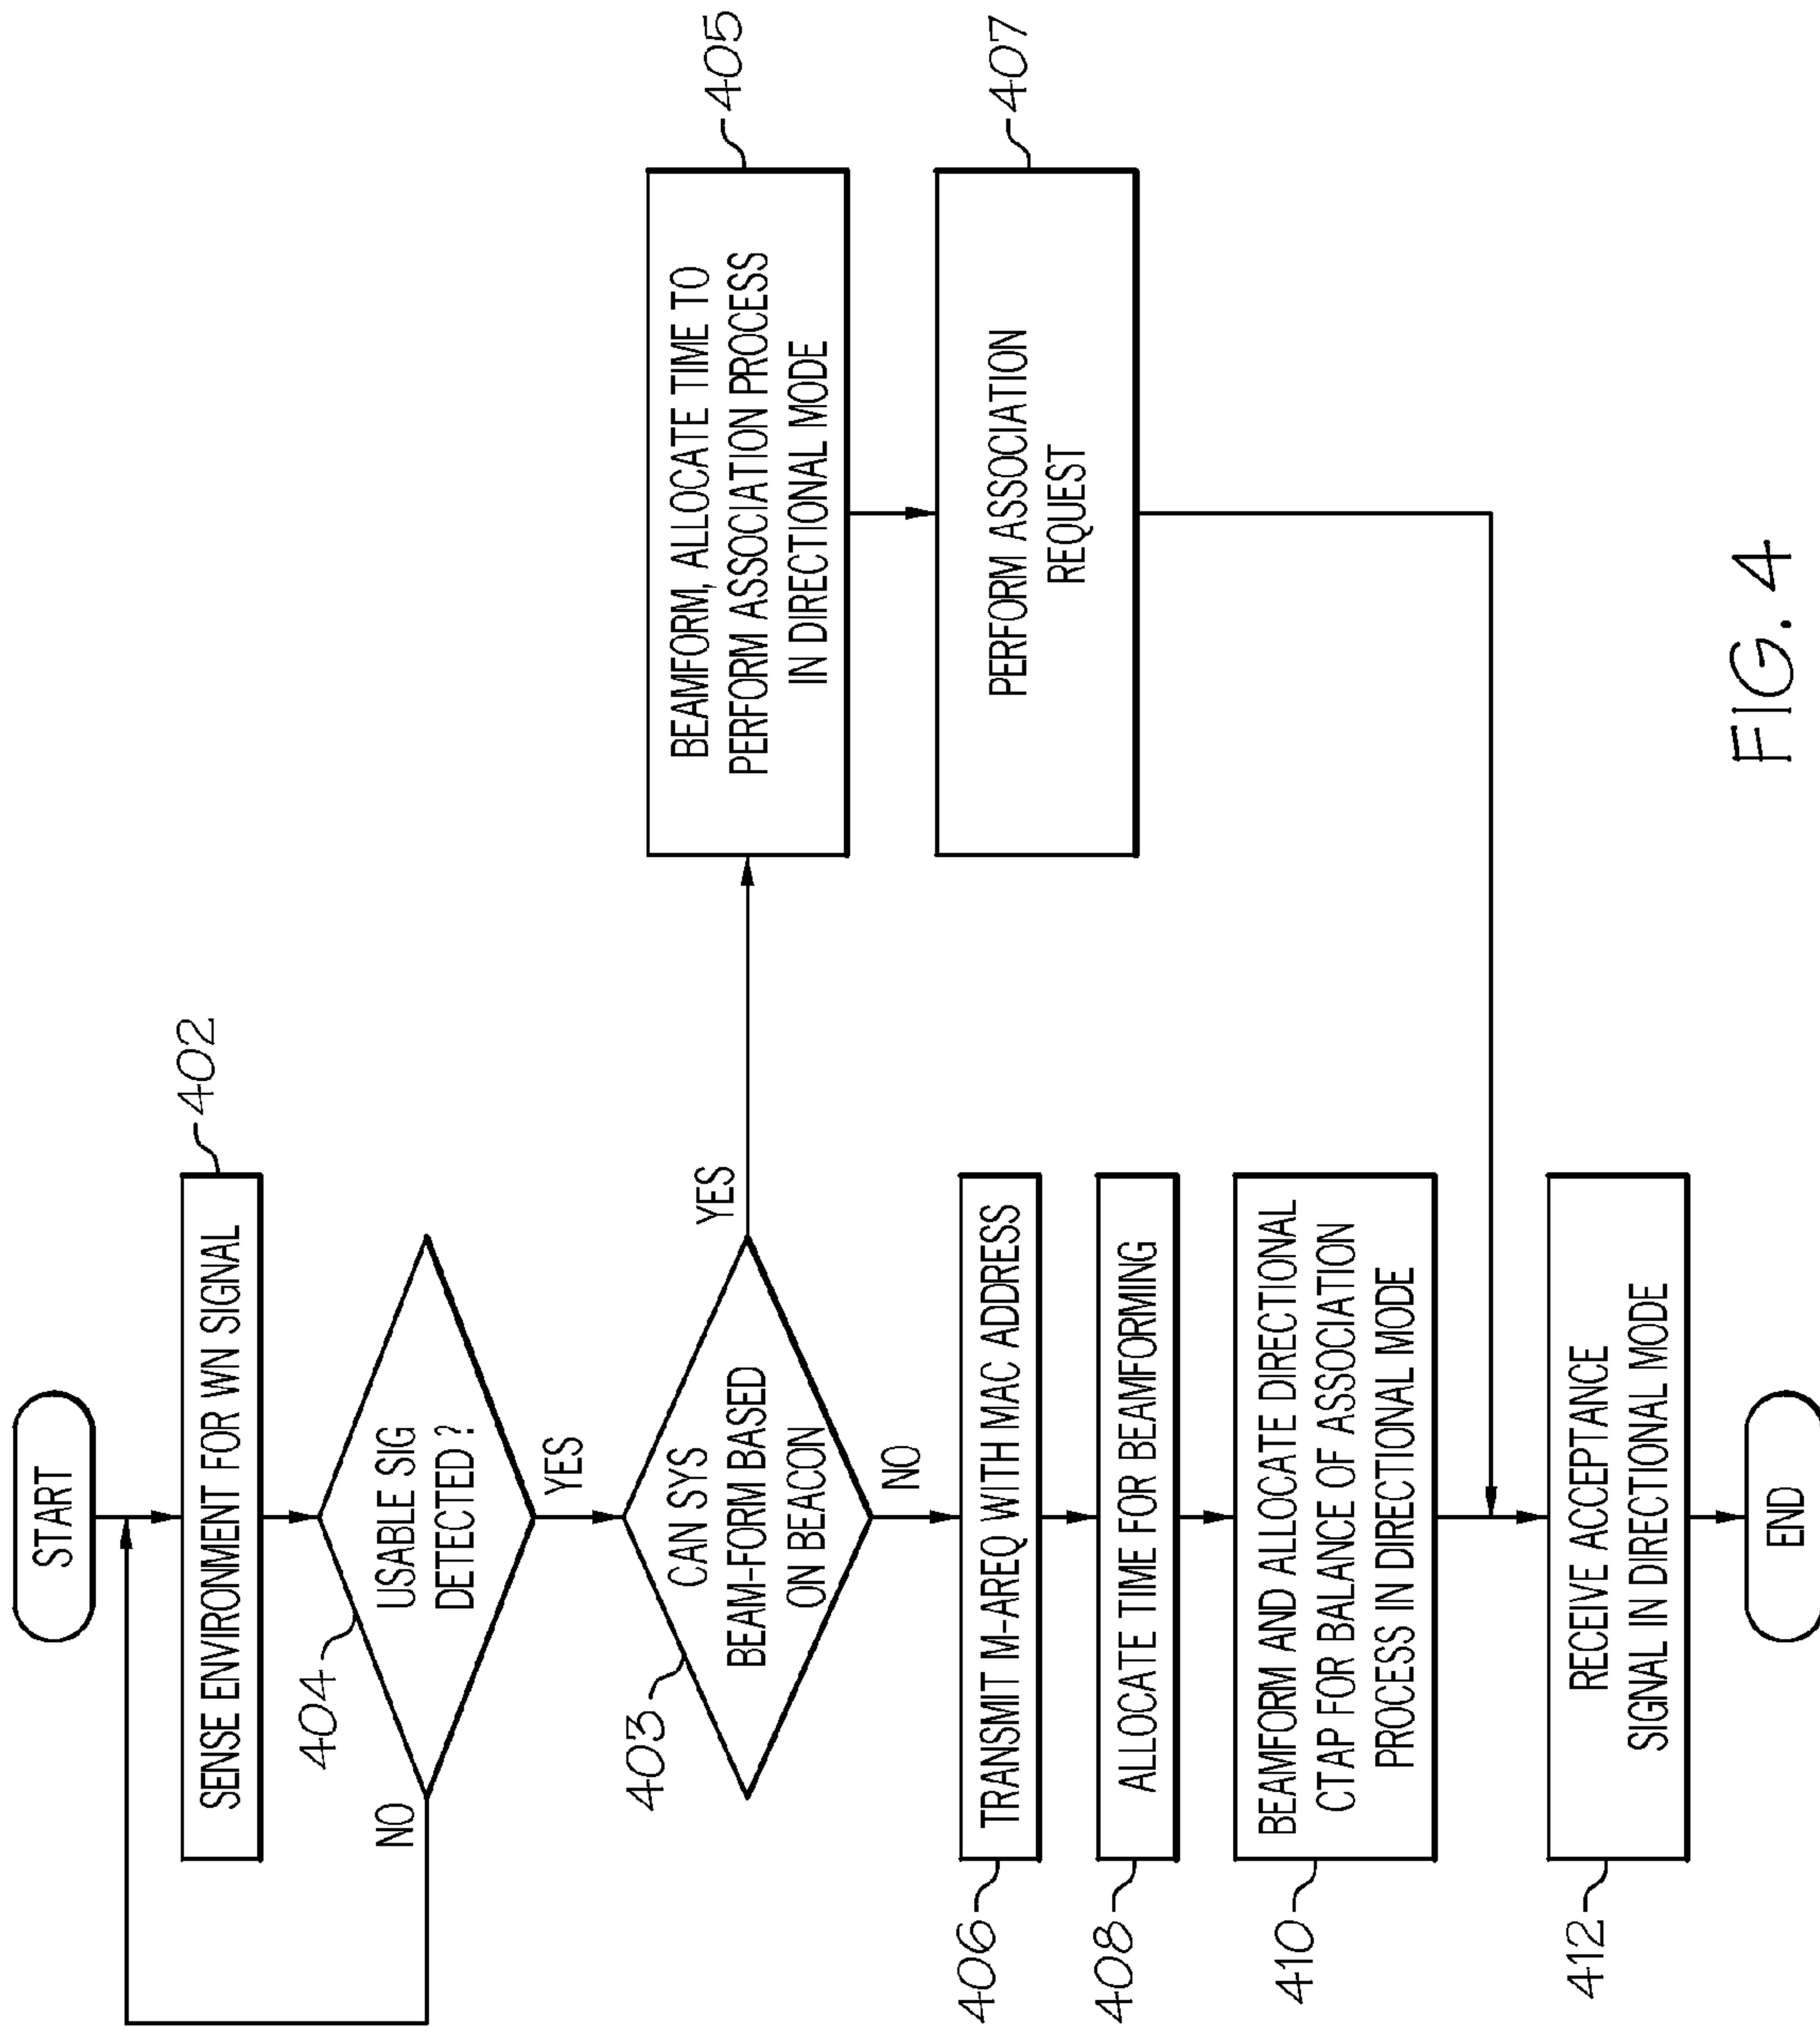 START
402
SENSE ENVIRONMENT FOR WN SIGNAL
404
USABLE SIG
DETECTED ?
NO
YES
403
CAN SYS
BEAM-FORM BASED
ON BEACON
YES
NO
405
BEAMFORM, ALLOCATE TIME TO
PERFORM ASSOCIATION PROCESS
IN DIRECTIONAL MODE
407
PERFORM ASSOCIATION
REQUEST
406
TRANSMIT M-AREQ WITH MAC ADDRESS
408
ALLOCATE TIME FOR BEAMFORMING
410
BEAMFORM AND ALLOCATE DIRECTIONAL
CTAP FOR BALANCE OF ASSOCIATION
PROCESS IN DIRECTIONAL MODE
412
RECEIVE ACCEPTANCE
SIGNAL IN DIRECTIONAL MODE
END
FIG. 4